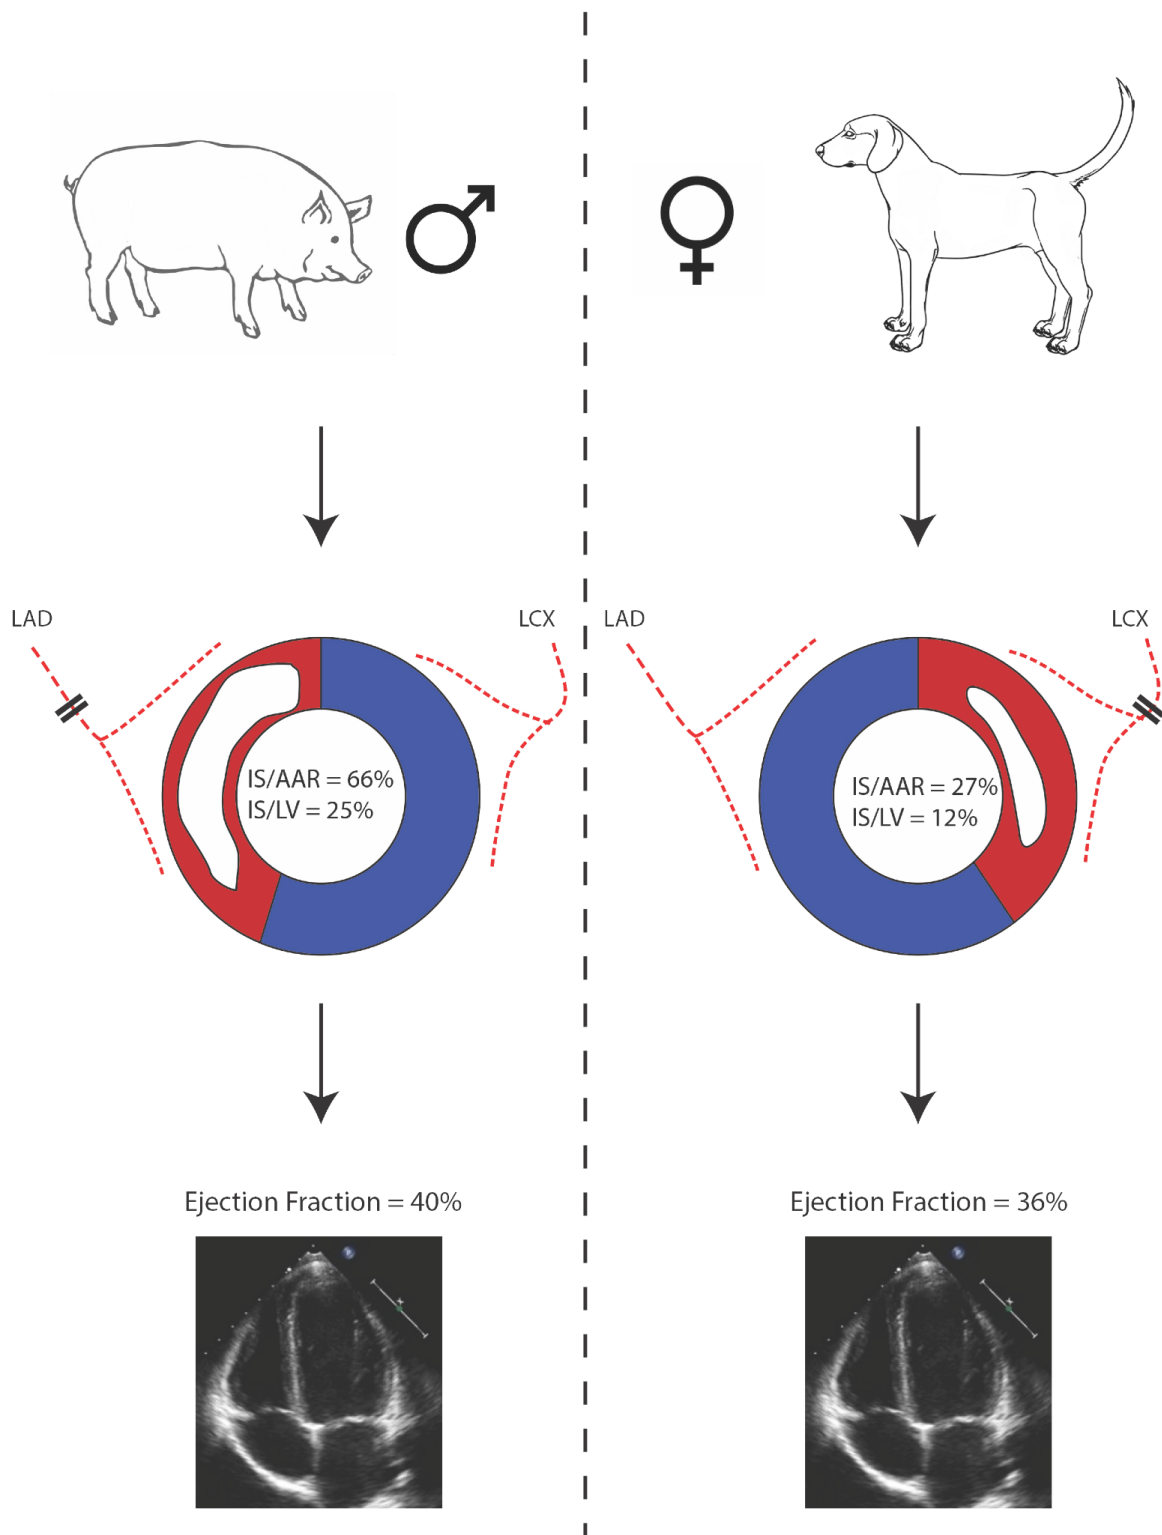 LAD
LCX
IS/AAR = 66%
IS/LV = 25%
Ejection Fraction = 40%
LAD
LCX
IS/AAR = 27%
IS/LV = 12%
Ejection Fraction = 36%